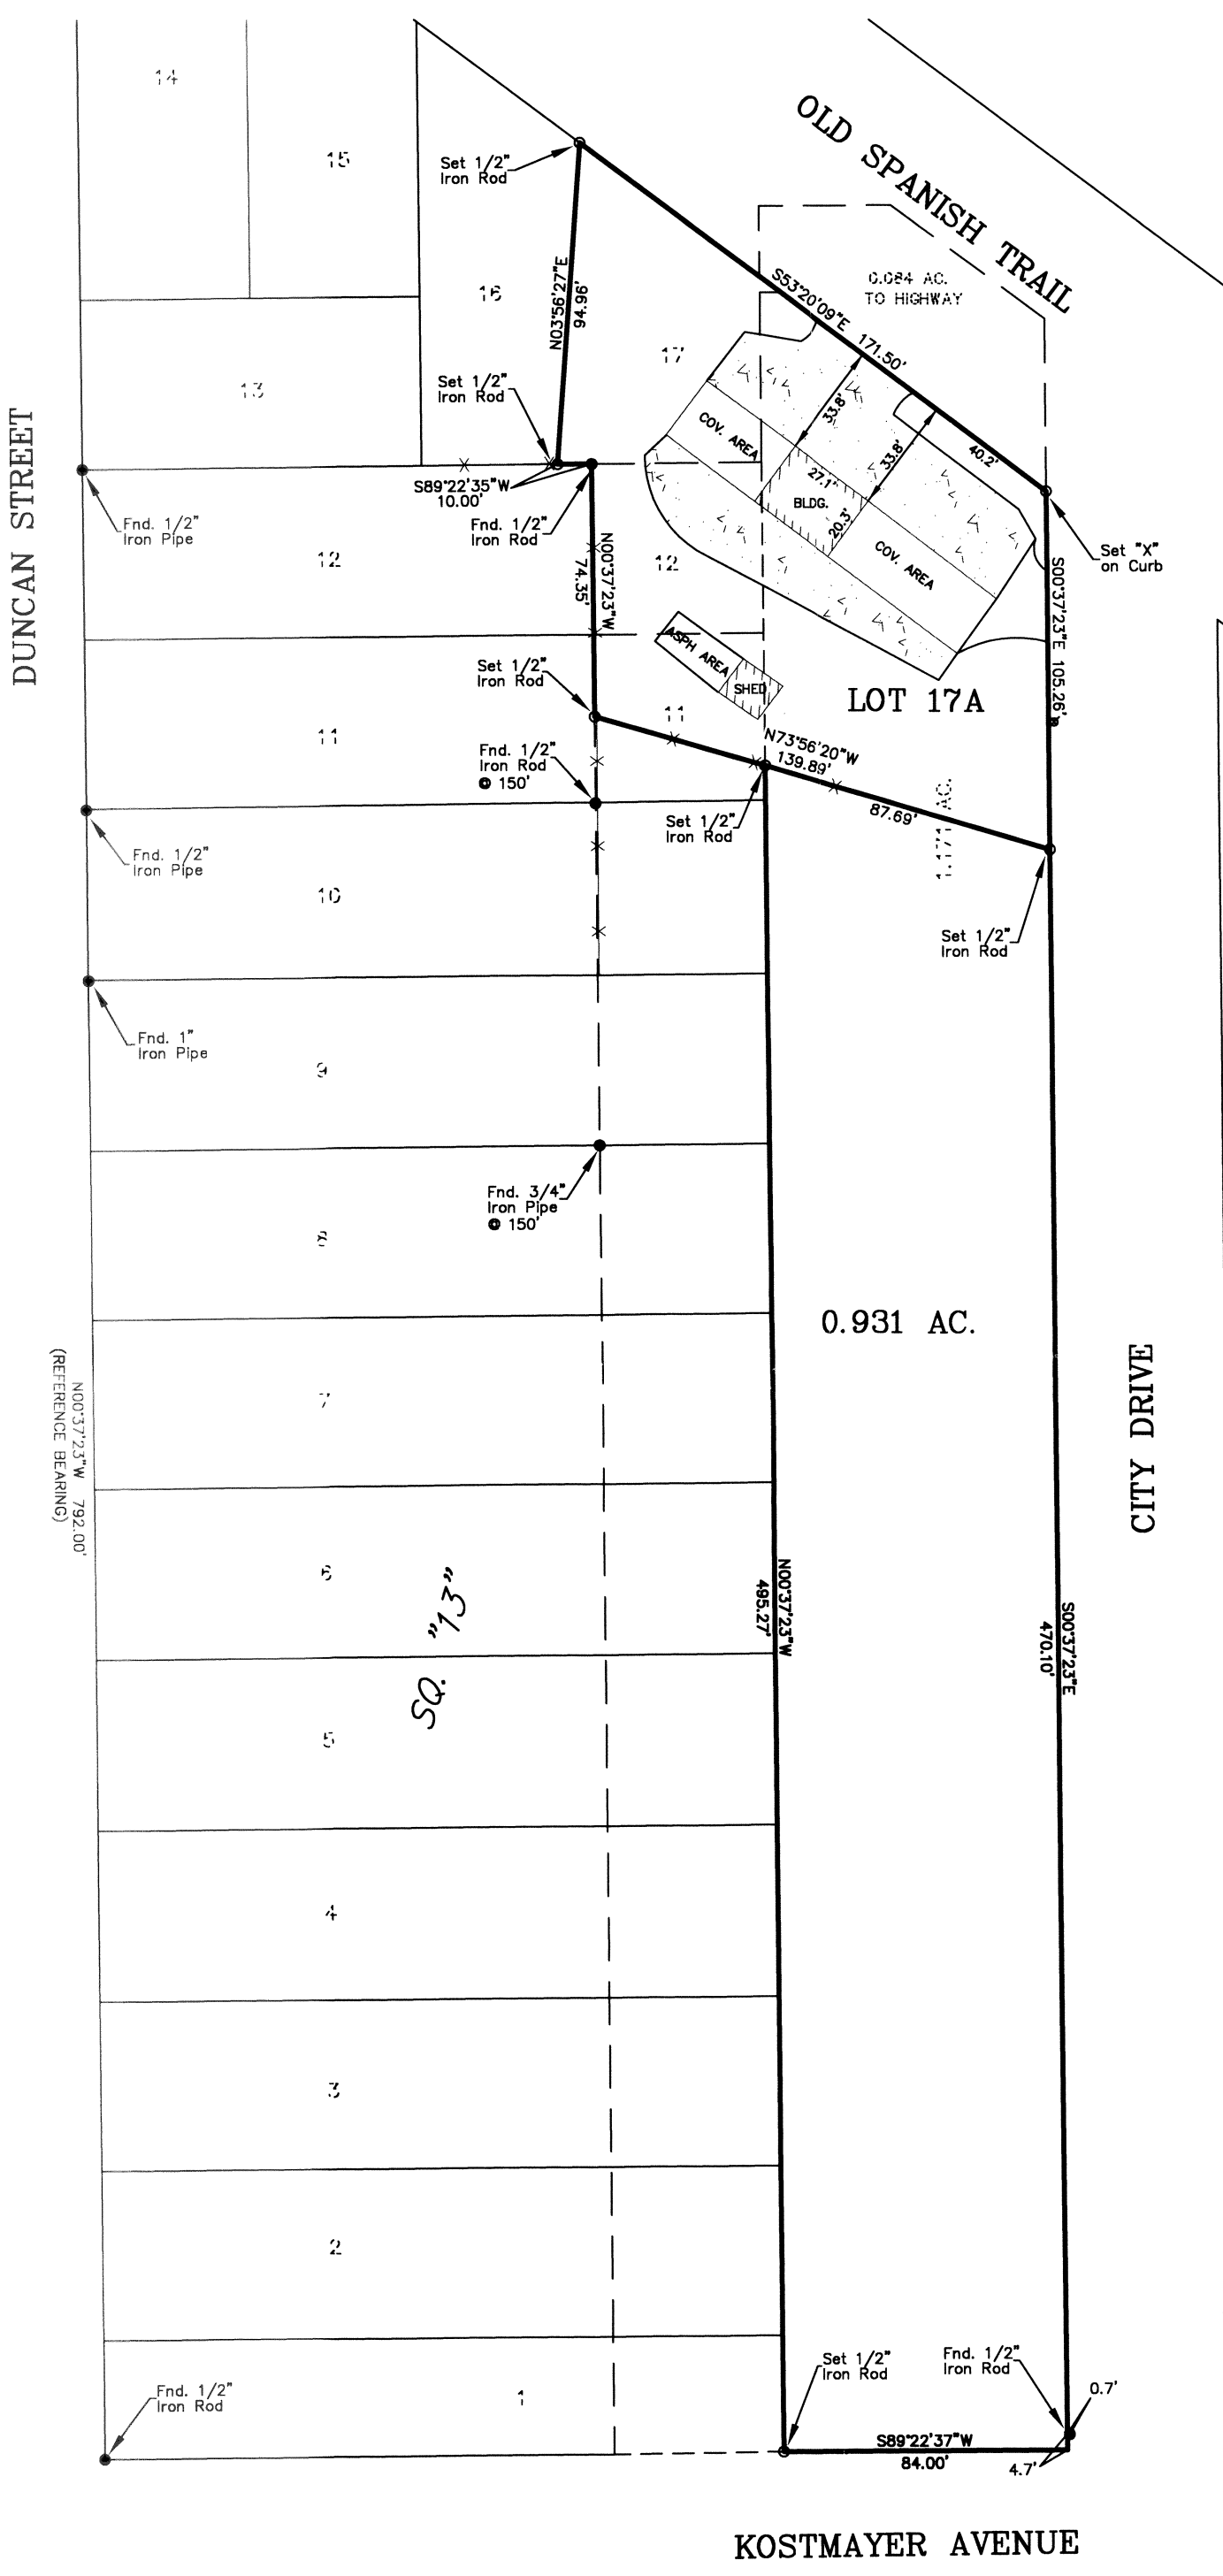 14
15
OLD SPANISH TRAIL
Set 1/2"
Iron Rod
16
N03°56'27"E
94.96'
0.084 AC.
TO HIGHWAY
S53°20'09"E 171.50'
17
13
Set 1/2"
Iron Rod
COV. AREA
33.8'
33.8'
40.2'
27.1'
BLDG.
20.3'
COV. AREA
DUNCAN STREET
S89°22'35"W
10.00'
Fnd. 1/2"
Iron Rod
Fnd. 1/2"
Iron Pipe
Set "X"
on Curb
12
N00°37'23"W
74.35'
12
S00°37'23"E 105.26'
ASPH AREA
SHED
Set 1/2"
Iron Rod
LOT 17A
11
11
N73°56'20"W
139.89'
Fnd. 1/2"
Iron Rod
@ 150'
87.69'
1.171 AC.
Set 1/2"
Iron Rod
Fnd. 1/2"
Iron Pipe
10
Set 1/2"
Iron Rod
Fnd. 1"
Iron Pipe
9
Fnd. 3/4"
Iron Pipe
@ 150'
8
0.931 AC.
7
N00°37'23"W 792.00'
(REFERENCE BEARING)
CITY DRIVE
6
SQ. "13"
N00°37'23"W
495.27'
S00°37'23"E
470.10'
5
4
3
2
Set 1/2"
Iron Rod
Fnd. 1/2"
Iron Rod
0.7'
Fnd. 1/2"
Iron Rod
1
S89°22'37"W
84.00'
4.7'
KOSTMAYER AVENUE